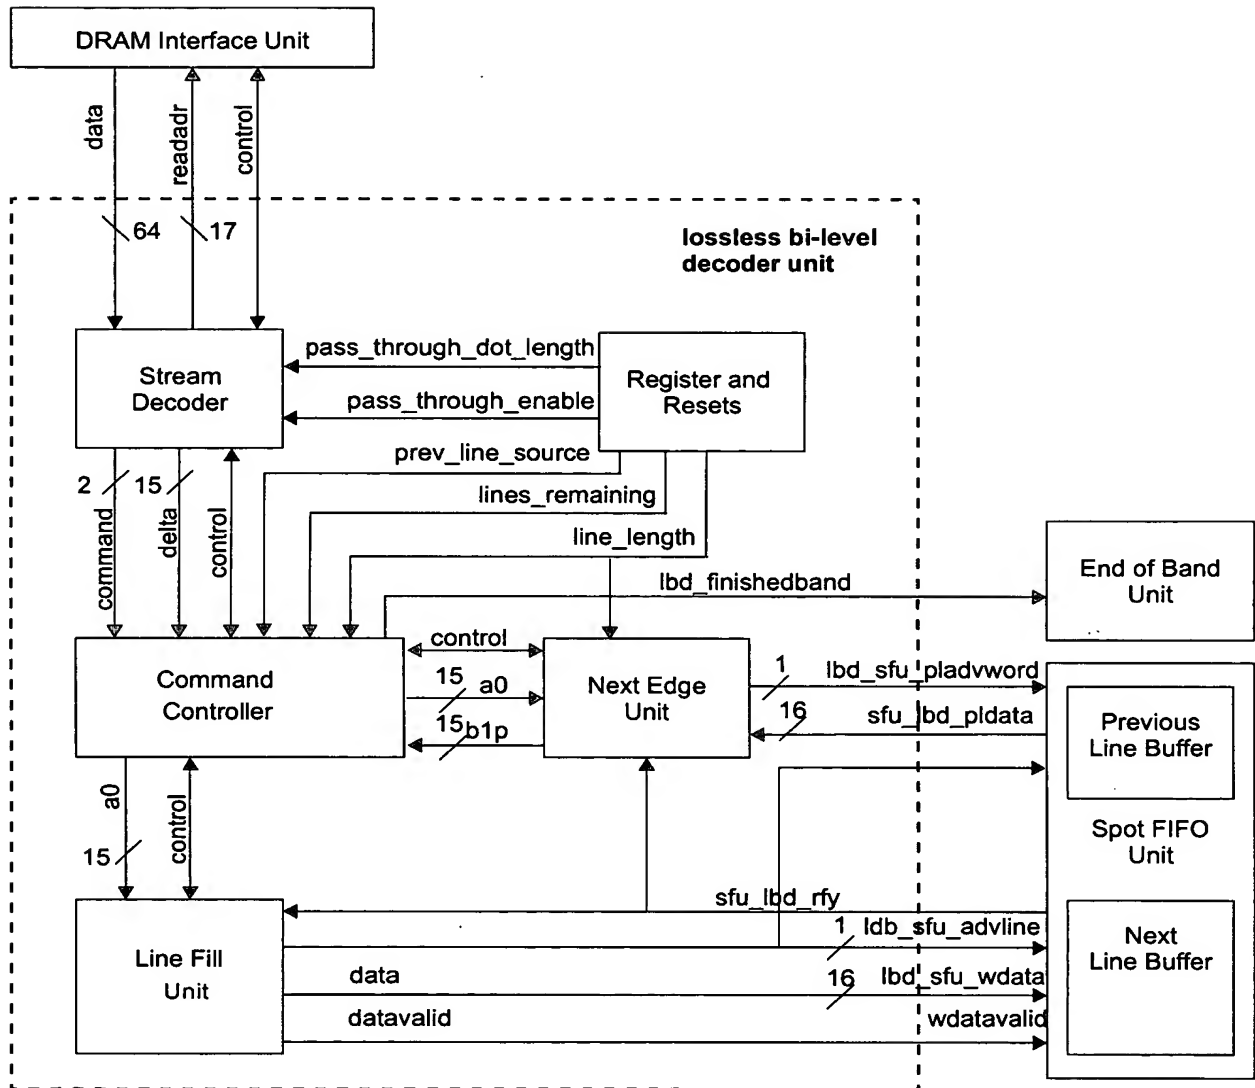 DRAM Interface Unit
data
readadr
control
64
17
lossless bi-level
decoder unit
Stream
Decoder
pass_through_dot_length
pass_through_enable
Register and
Resets
prev_line_source
lines_remaining
line_length
2
15
command
delta
control
lbd_finishedband
End of Band
Unit
Command
Controller
control
15
a0
15
b1p
Next Edge
Unit
1
lbd_sfu_pladvword
16
sfu_lbd_pldata
Previous
Line Buffer
Spot FIFO
Unit
a0
15
control
sfu_lbd_rfy
1
ldb_sfu_advline
Next
Line Buffer
Line Fill
Unit
data
16
lbd_sfu_wdata
datavalid
wdatavalid